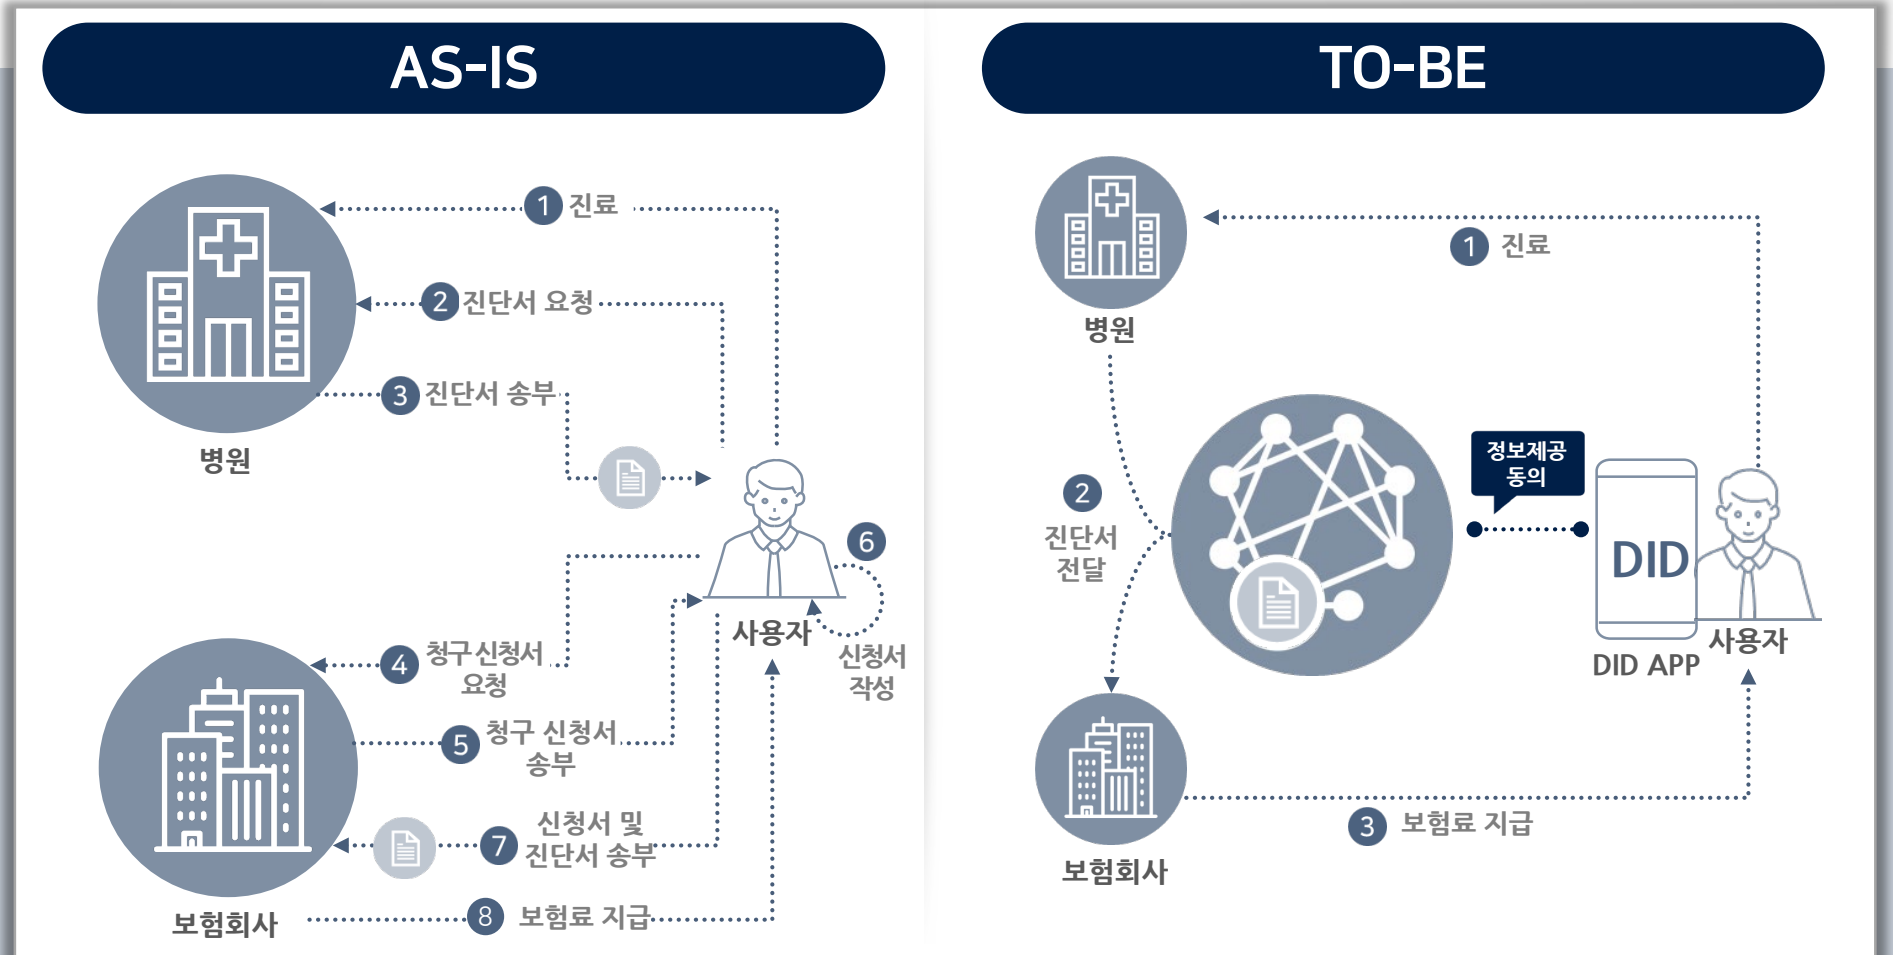 AS-IS
1 진료
2 진단서 요청
3 진단서 송부
병원
6
사용자
신청서
작성
4 청구 신청서
요청
5 청구 신청서
송부
7 신청서 및
진단서 송부
보험회사
8 보험료 지급
TO-BE
1 진료
병원
정보제공
동의
2
진단서
전달
DID
사용자
DID APP
3 보험료 지급
보험회사